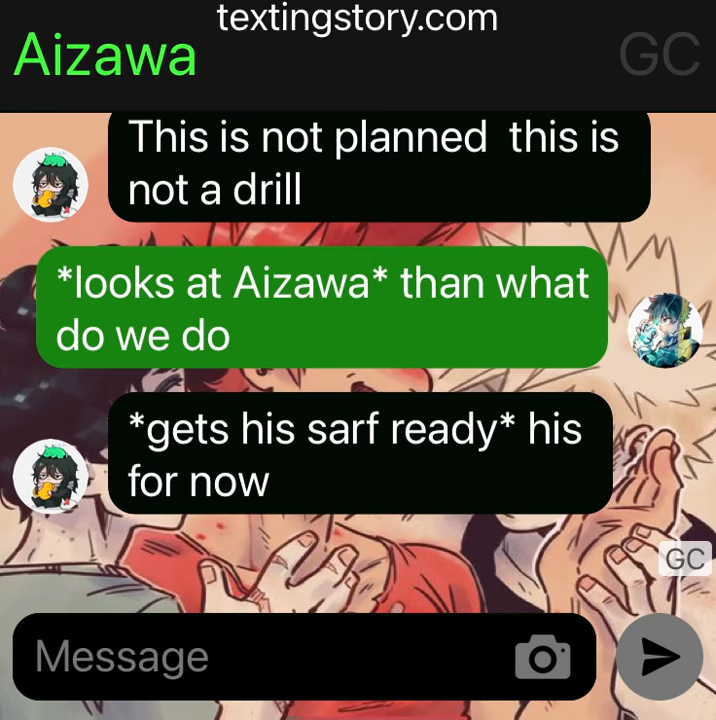 textingstory.com
Aizawa GC
This is not planned this is
not a drill
*looks at Aizawa* than what
do we do
*gets his sarf ready* his
for now
GC
Message